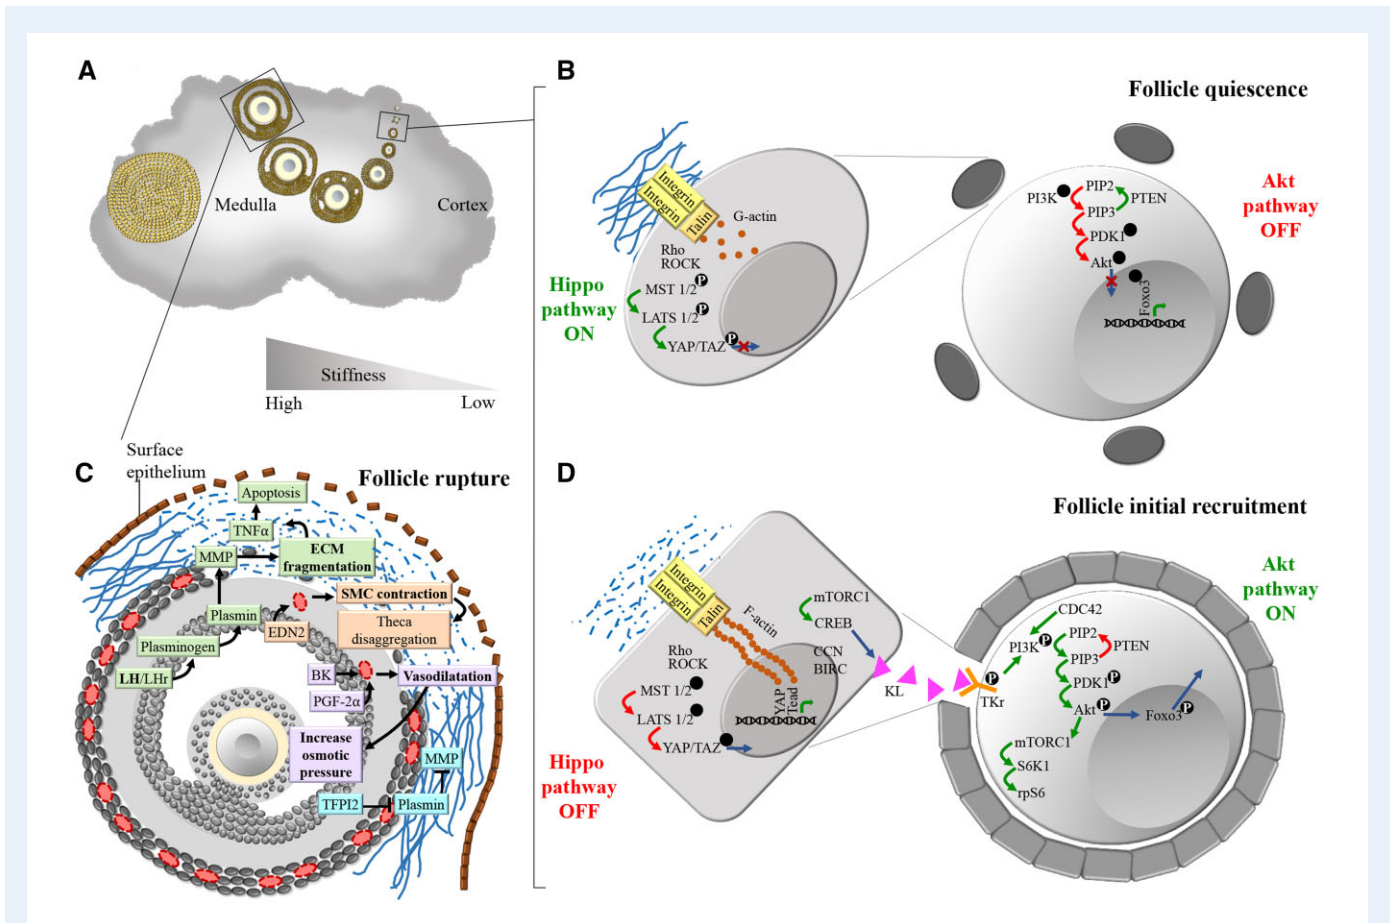 A
Medulla
Cortex
Stiffness
High
Low
B
Follicle quiescence
Integrin
Integrin
Talin
G-actin
Rho
ROCK
P
MST 1/2
P
LATS 1/2
P
YAP/TAZ
Hippo
pathway
ON
PI3K
PIP2
PTEN
PIP3
PDK1
Akt
Foxo3
Akt
pathway
OFF
C
Surface
epithelium
Follicle rupture
Apoptosis
TNFα
MMP
ECM
fragmentation
Plasmin
SMC contraction
EDN2
Theca
disaggregation
Plasminogen
LH/LHr
BK
Vasodilatation
PGF-2α
Increase
osmotic
pressure
MMP
TFPI2
Plasmin
D
Follicle initial recruitment
Integrin
Integrin
Talin
F-actin
Rho
ROCK
MST 1/2
LATS 1/2
YAP/TAZ
YAP
Tead
mTORC1
CREB
CCN
BIRC
KL
Hippo
pathway
OFF
P
TKr
CDC42
PI3K
P
PIP2
PTEN
PIP3
PDK1
P
Akt
P
Foxo3
P
mTORC1
S6K1
rpS6
Akt
pathway
ON